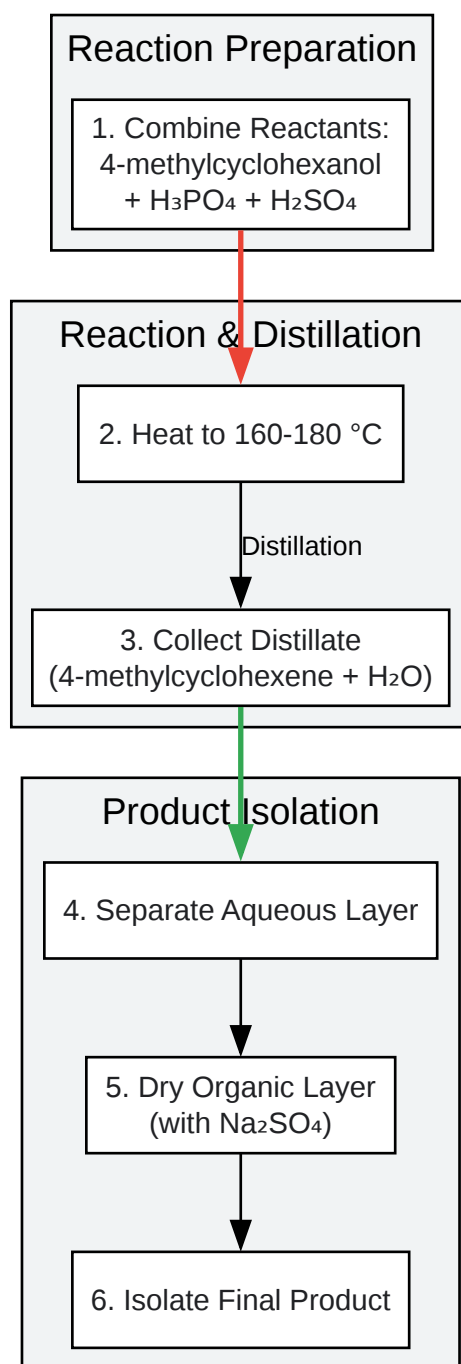 Reaction Preparation
1. Combine Reactants:
4-methylcyclohexanol
+ H₃PO₄ + H₂SO₄
Reaction & Distillation
2. Heat to 160-180 °C
Distillation
3. Collect Distillate
(4-methylcyclohexene + H₂O)
Product Isolation
4. Separate Aqueous Layer
5. Dry Organic Layer
(with Na₂SO₄)
6. Isolate Final Product